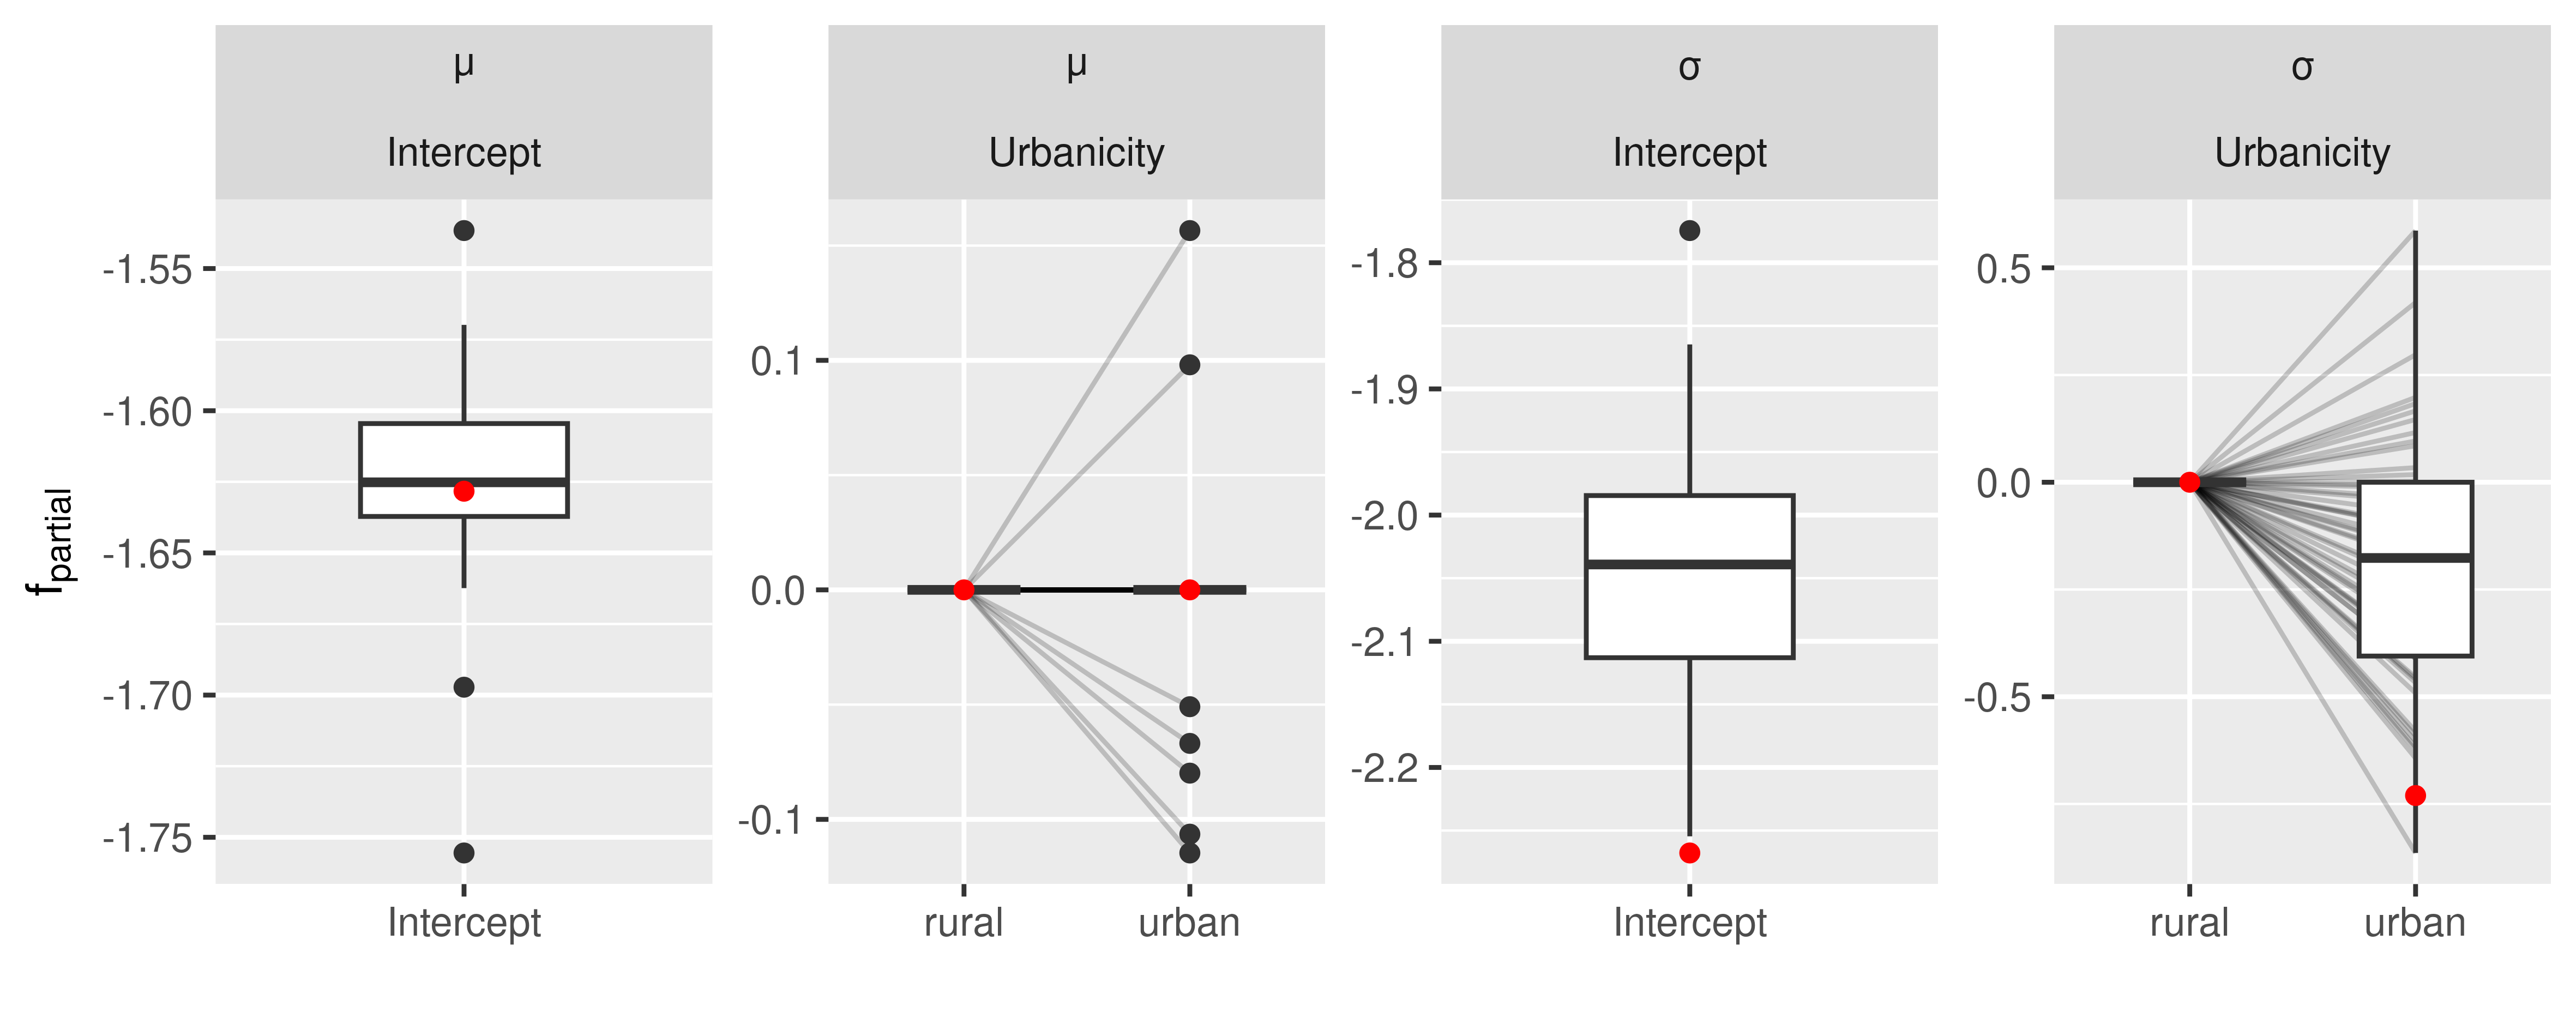 μ
Intercept
μ
Urbanicity
σ
Intercept
σ
Urbanicity
f partial
-1.55
-1.60
-1.65
-1.70
-1.75
Intercept
0.1
0.0
-0.1
rural urban
-1.8
-1.9
-2.0
-2.1
-2.2
Intercept
0.5
0.0
-0.5
rural urban